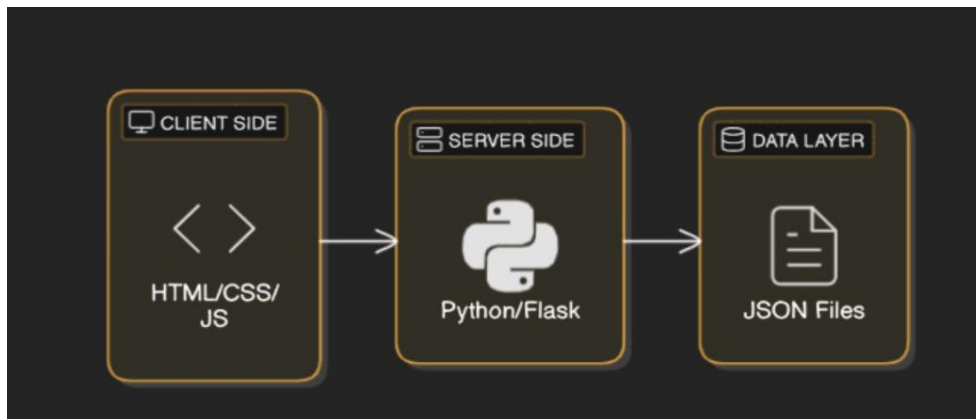 CLIENT SIDE
HTML/CSS/
JS
SERVER SIDE
Python/Flask
DATA LAYER
JSON Files